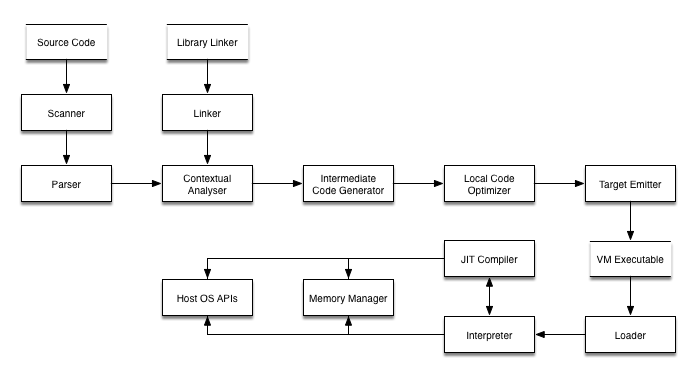 Source Code
Library Linker
Scanner
Linker
Parser
Contextual
Analyser
Intermediate
Code Generator
Local Code
Optimizer
Target Emitter
JIT Compiler
VM Executable
Host OS APIs
Memory Manager
Interpreter
Loader